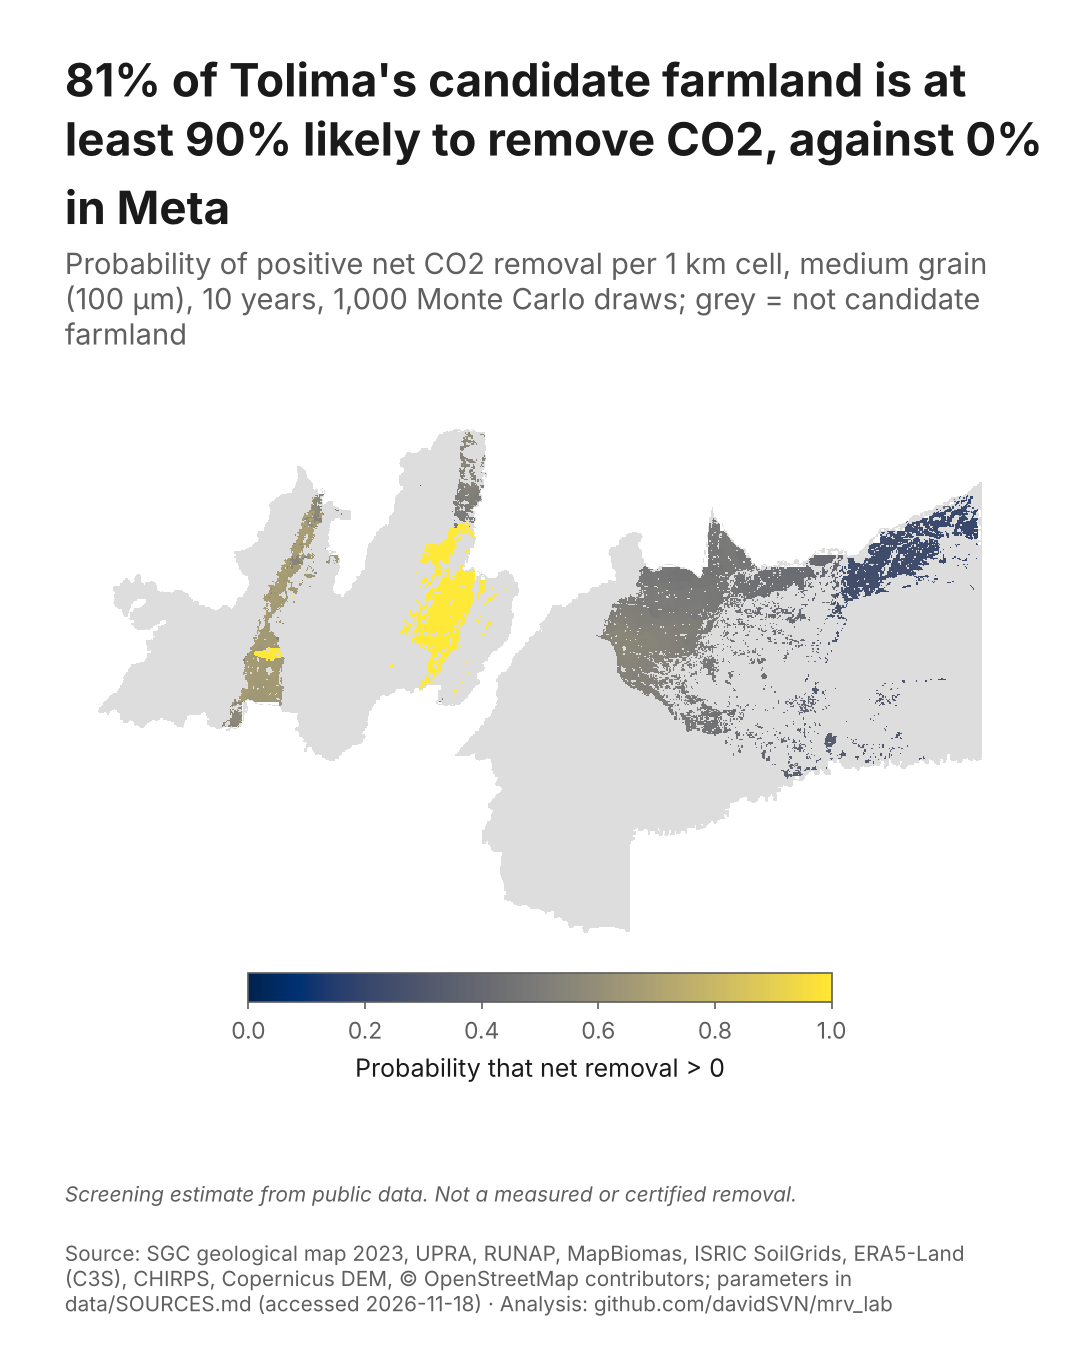 81% of Tolima's candidate farmland is at
least 90% likely to remove CO2, against 0%
in Meta
Probability of positive net CO2 removal per 1 km cell, medium grain
(100 µm), 10 years, 1,000 Monte Carlo draws; grey = not candidate
farmland
0.0 0.2 0.4 0.6 0.8 1.0
Probability that net removal > 0
Screening estimate from public data. Not a measured or certified removal.
Source: SGC geological map 2023, UPRA, RUNAP, MapBiomas, ISRIC SoilGrids, ERA5-Land
(C3S), CHIRPS, Copernicus DEM, © OpenStreetMap contributors; parameters in
data/SOURCES.md (accessed 2026-11-18) · Analysis: github.com/davidSVN/mrv_lab